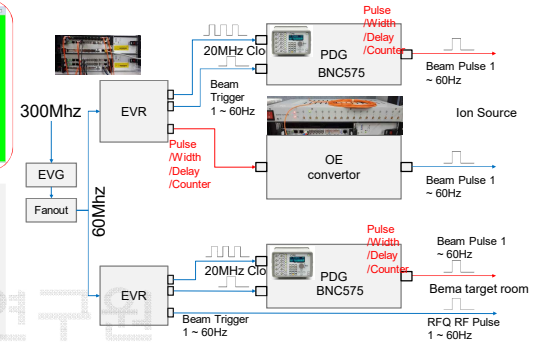 Pulse
/Width
/Delay
/Counter
20MHz Clo
PDG
BNC575
Beam Pulse 1
~ 60Hz
Beam
Trigger
1 ~ 60Hz
300Mhz
EVR
Ion Source
Pulse
/Width
/Delay
/Counter
OE
convertor
EVG
Beam Pulse 1
~ 60Hz
Fanout
60Mhz
Pulse
/Width
/Delay
/Counter
Beam Pulse 1
~ 60Hz
20MHz Clo
PDG
BNC575
Bema target room
EVR
Beam Trigger
1 ~ 60Hz
RFQ RF Pulse
1 ~ 60Hz